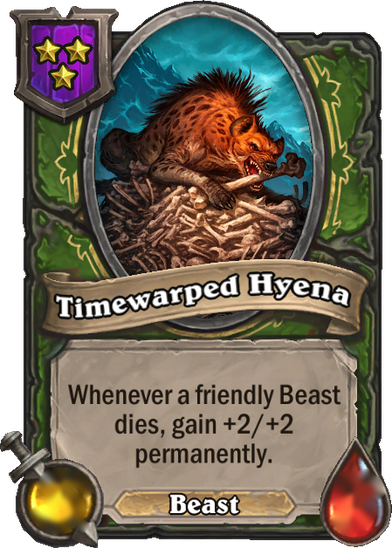 Timewarped Hyena
Whenever a friendly Beast
dies, gain +2/+2
permanently.
Beast